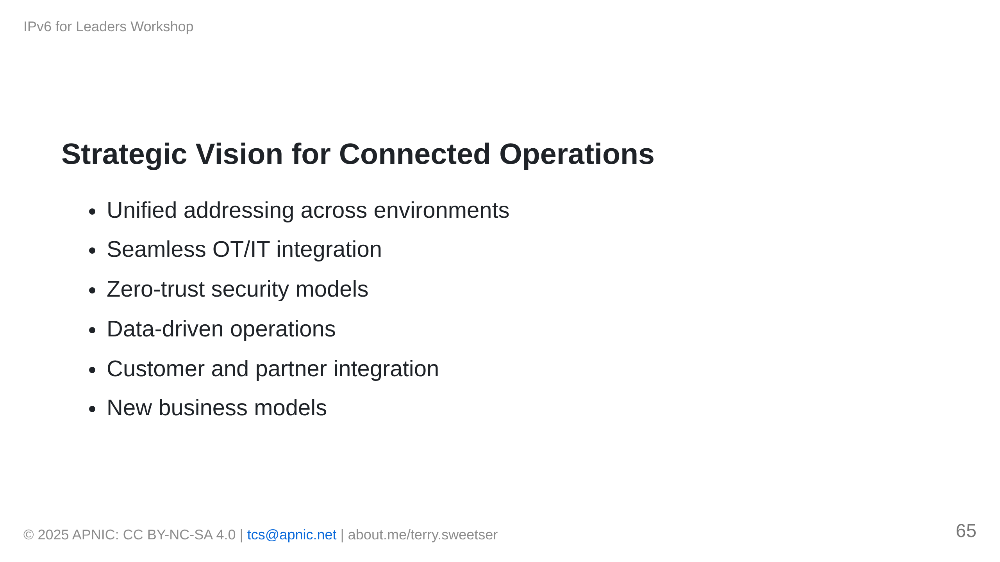 IPv6 for Leaders Workshop
Strategic Vision for Connected Operations
• Unified addressing across environments
• Seamless OT/IT integration
• Zero-trust security models
• Data-driven operations
• Customer and partner integration
• New business models
© 2025 APNIC: CC BY-NC-SA 4.0 | tcs@apnic.net | about.me/terry.sweetser
65